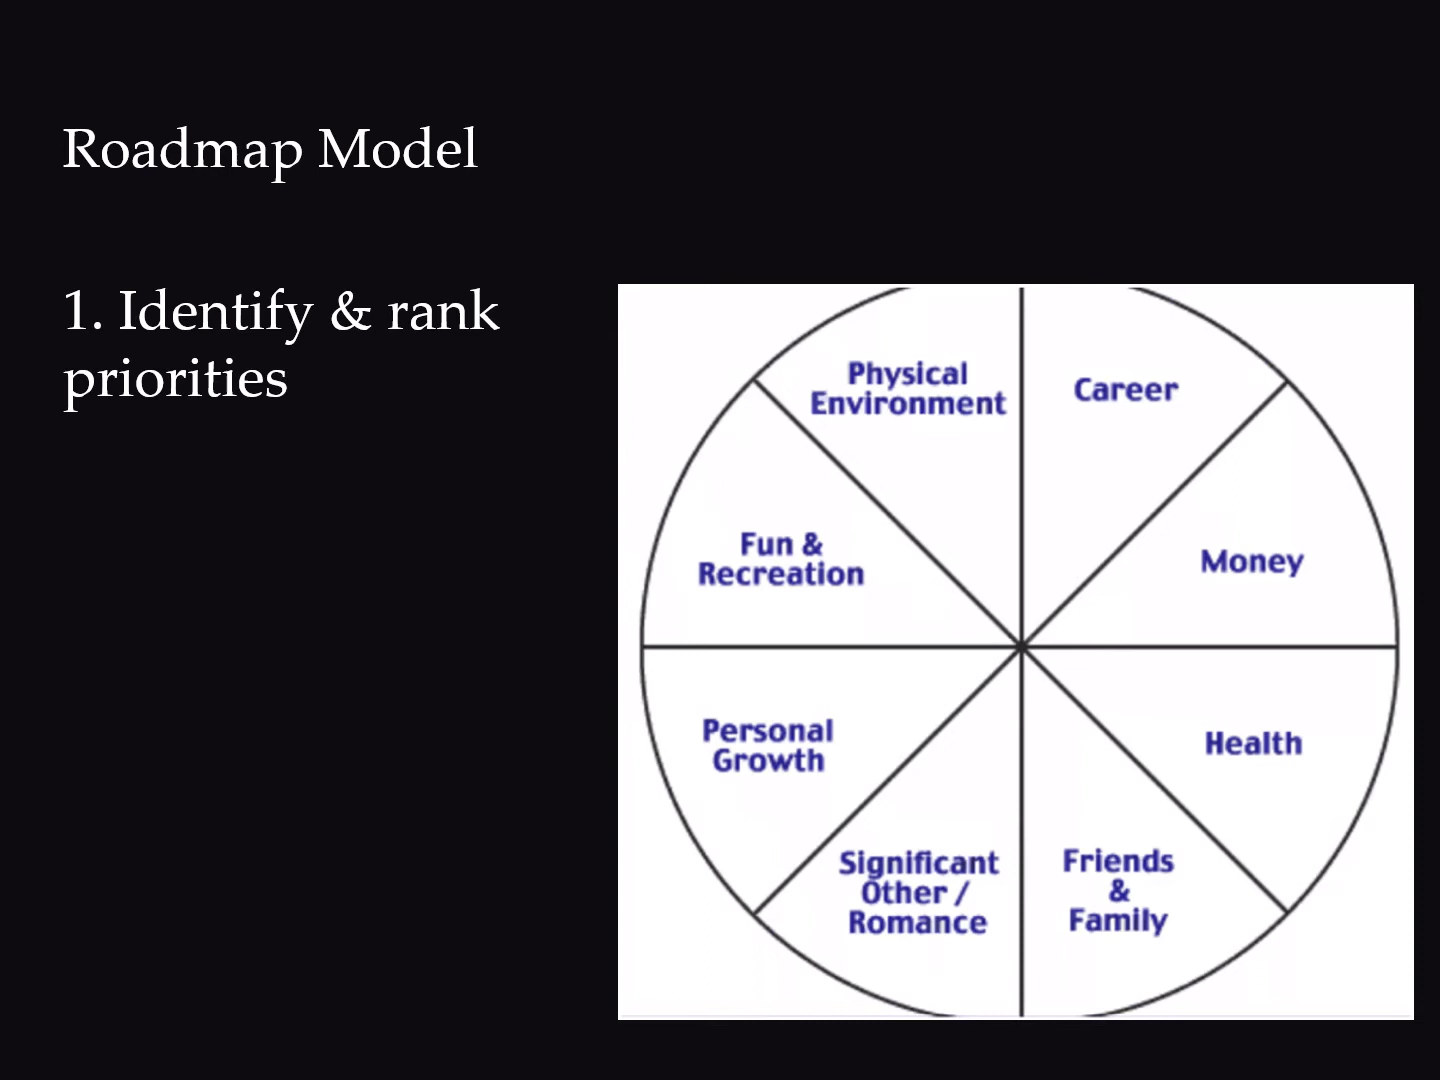 Roadmap Model
1. Identify & rank
priorities
Physical
Environment
Career
Fun &
Recreation
Money
Personal
Growth
Health
Significant
Other /
Romance
Friends
&
Family